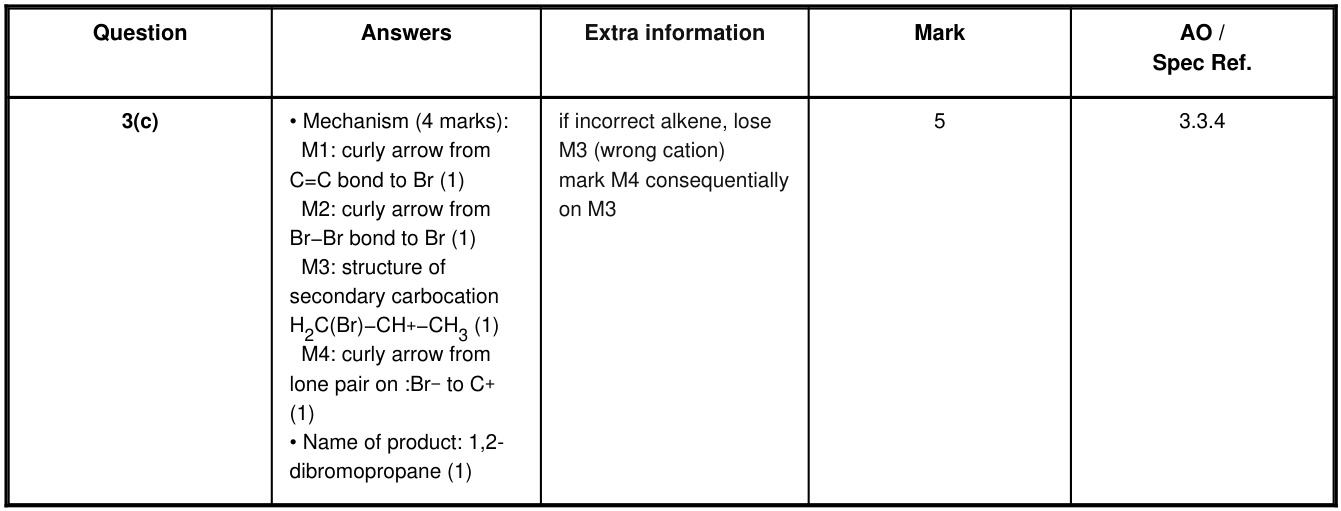 Question
Answers
Extra information
Mark
AO /
Spec Ref.
3(c)
• Mechanism (4 marks):
M1: curly arrow from
C=C bond to Br (1)
M2: curly arrow from
Br–Br bond to Br (1)
M3: structure of
secondary carbocation
H₂C(Br)–CH+–CH₃ (1)
M4: curly arrow from
lone pair on :Br⁻ to C+
(1)
• Name of product: 1,2-
dibromopropane (1)
if incorrect alkene, lose
M3 (wrong cation)
mark M4 consequentially
on M3
5
3.3.4